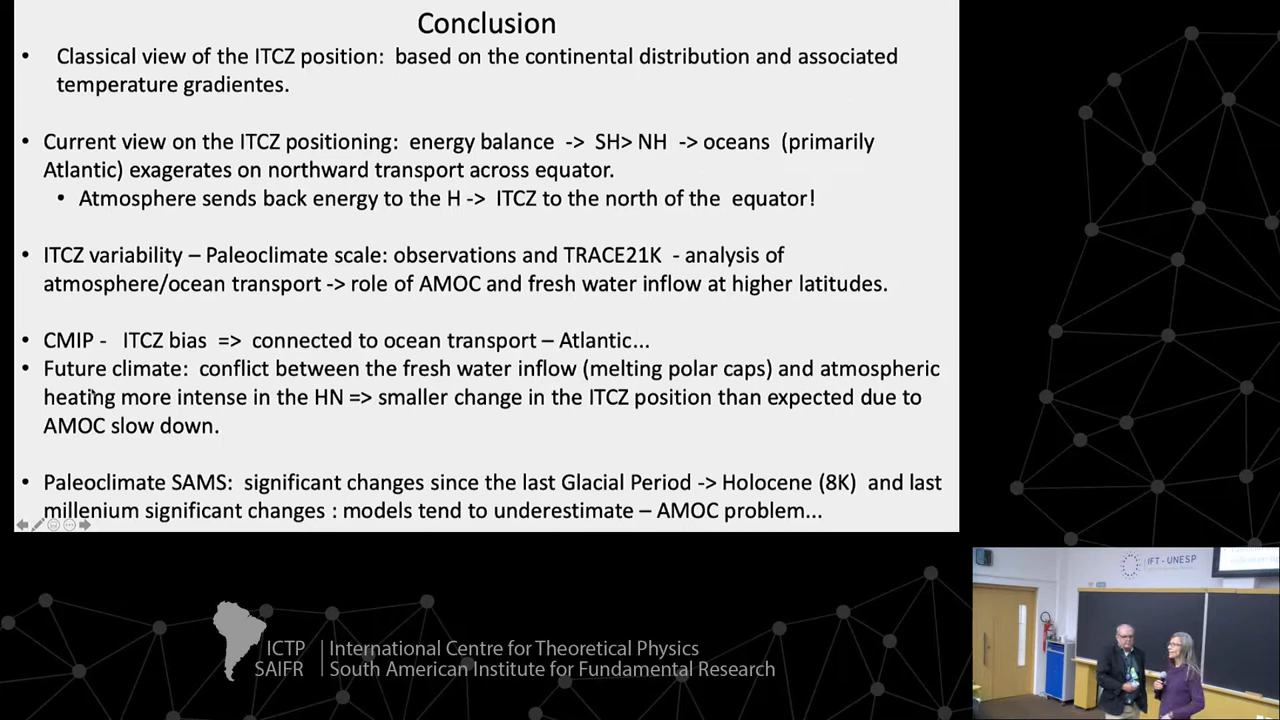 Conclusion
• Classical view of the ITCZ position: based on the continental distribution and associated
temperature gradientes.
• Current view on the ITCZ positioning: energy balance -> SH> NH -> oceans (primarily
Atlantic) exagerates on northward transport across equator.
• Atmosphere sends back energy to the H -> ITCZ to the north of the equator!
• ITCZ variability – Paleoclimate scale: observations and TRACE21K - analysis of
atmosphere/ocean transport -> role of AMOC and fresh water inflow at higher latitudes.
• CMIP - ITCZ bias => connected to ocean transport – Atlantic...
• Future climate: conflict between the fresh water inflow (melting polar caps) and atmospheric
heating more intense in the HN => smaller change in the ITCZ position than expected due to
AMOC slow down.
• Paleoclimate SAMS: significant changes since the last Glacial Period -> Holocene (8K) and last
millenium significant changes : models tend to underestimate – AMOC problem...
IFT - UNESP
ICTP
SAIFR
International Centre for Theoretical Physics
South American Institute for Fundamental Research